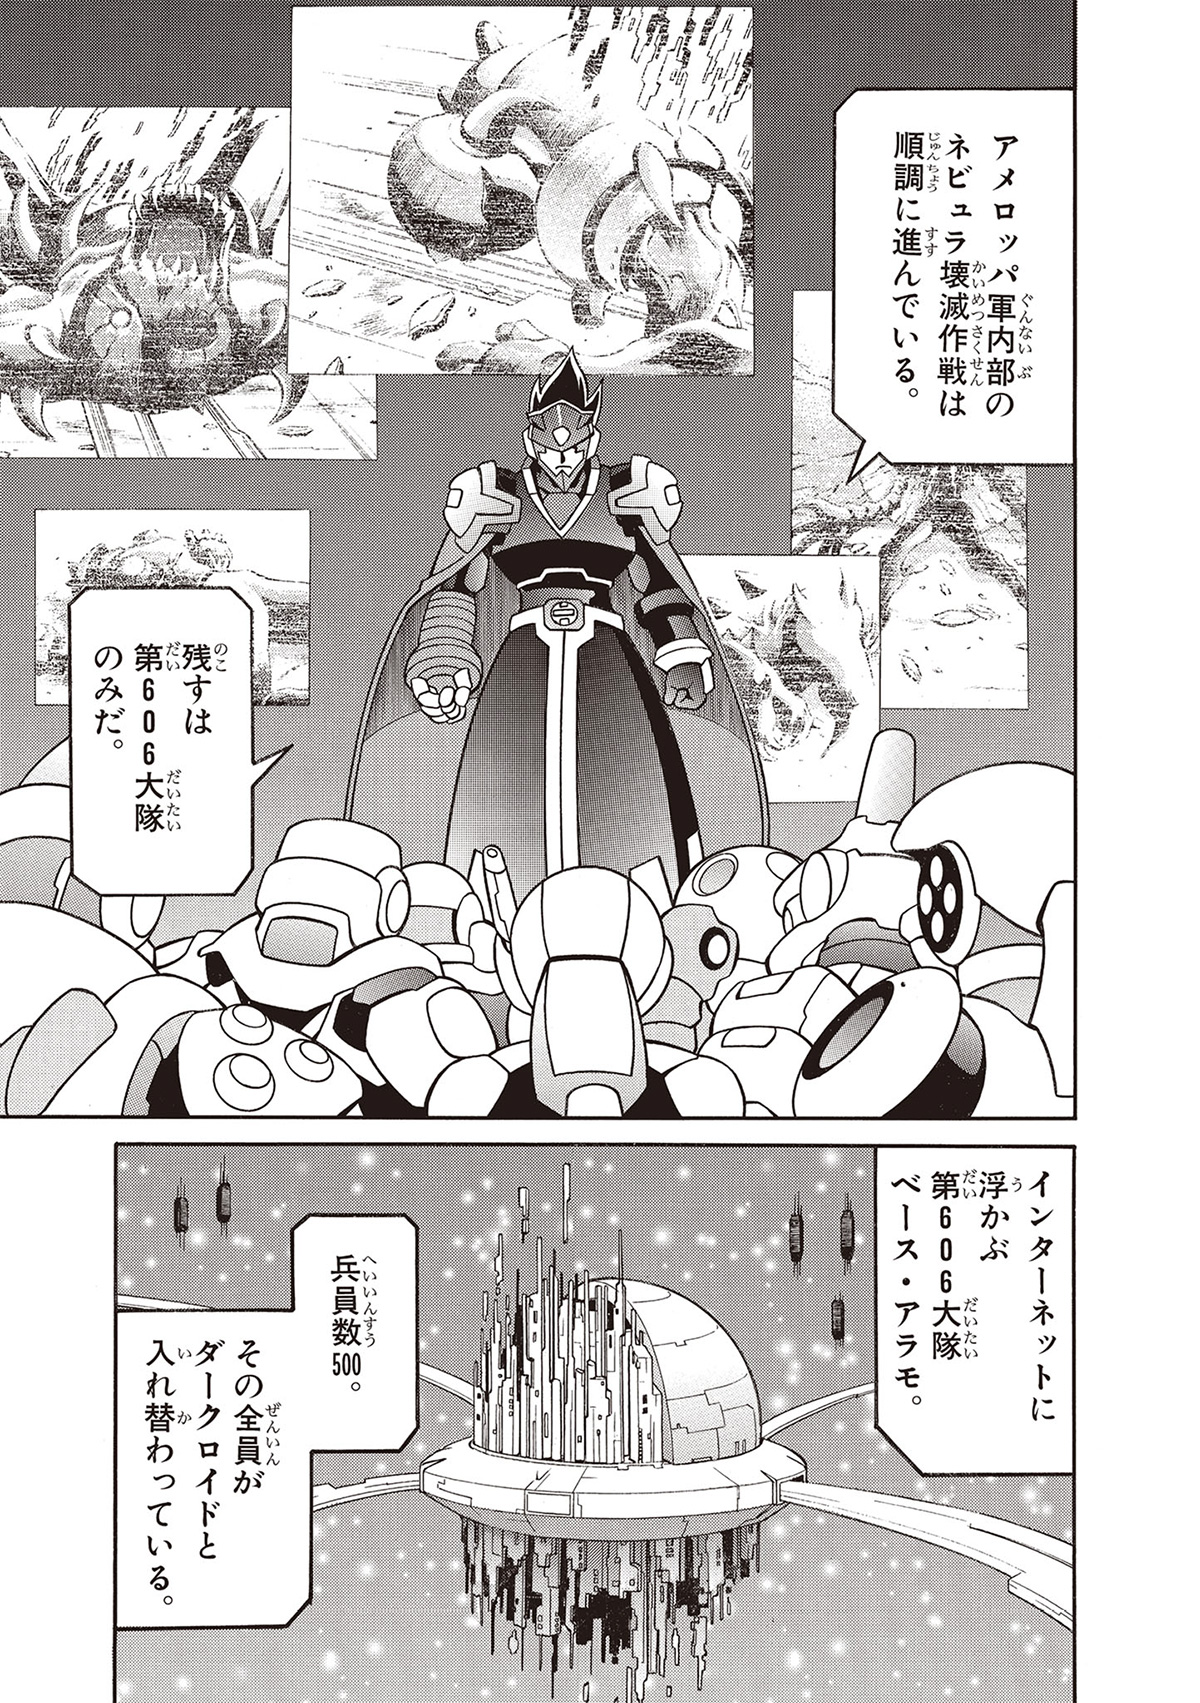 アメロッパ軍内部の
ネビュラ壊滅作戦は
順調に進んでいる。
残すは
第606大隊
のみだ。
インターネットに
浮かぶ
第606大隊
ベース・アラモ。
兵員数500。
その全員が
ダークロイドと
入れ替わっている。